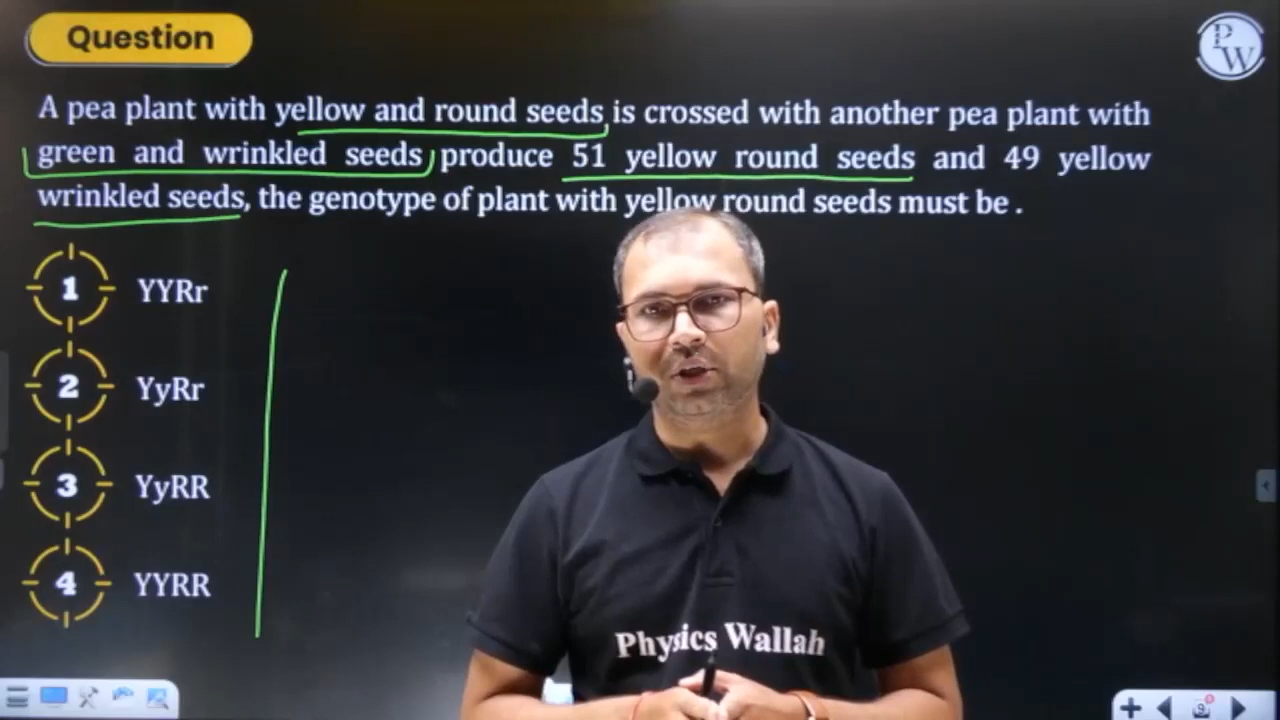 Question
PW
A pea plant with yellow and round seeds is crossed with another pea plant with
green and wrinkled seeds produce 51 yellow round seeds and 49 yellow
wrinkled seeds, the genotype of plant with yellow round seeds must be .
1 YYRr
2 YyRr
3 YyRR
4 YYRR
Physics Wallah
9